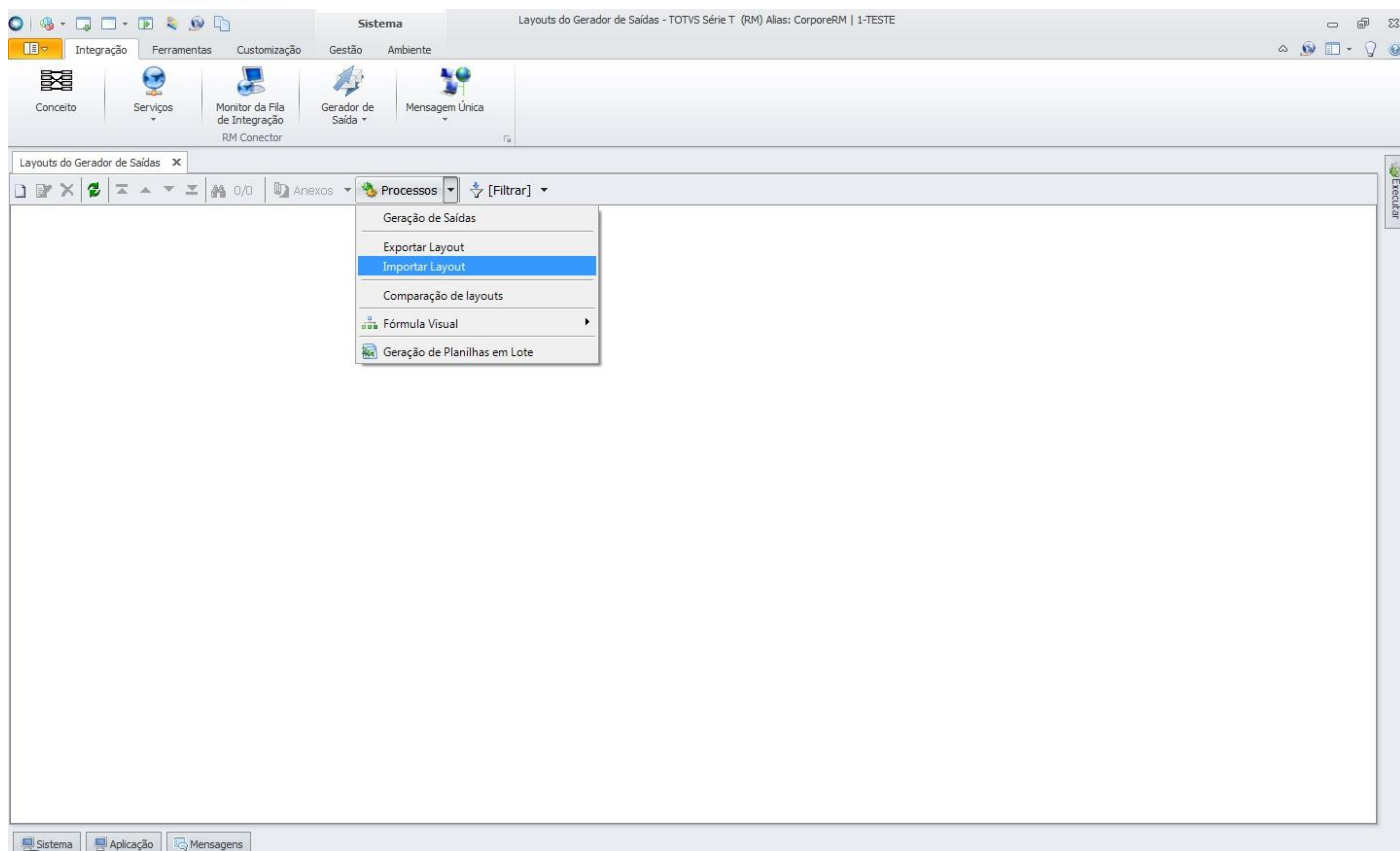 Sistema
Layouts do Gerador de Saídas - TOTVS Série T (RM) Alias: CorporeRM | 1-TESTE
Integração Ferramentas Customização Gestão Ambiente
Conceito Serviços Monitor da Fila de Integração Gerador de Saída Mensagem Única
RM Conector
Layouts do Gerador de Saídas
0/0 Anexos Processos [Filtrar]
Executar
Geração de Saídas
Exportar Layout
Importar Layout
Comparação de layouts
Fórmula Visual
Geração de Planilhas em Lote
Sistema Aplicação Mensagens